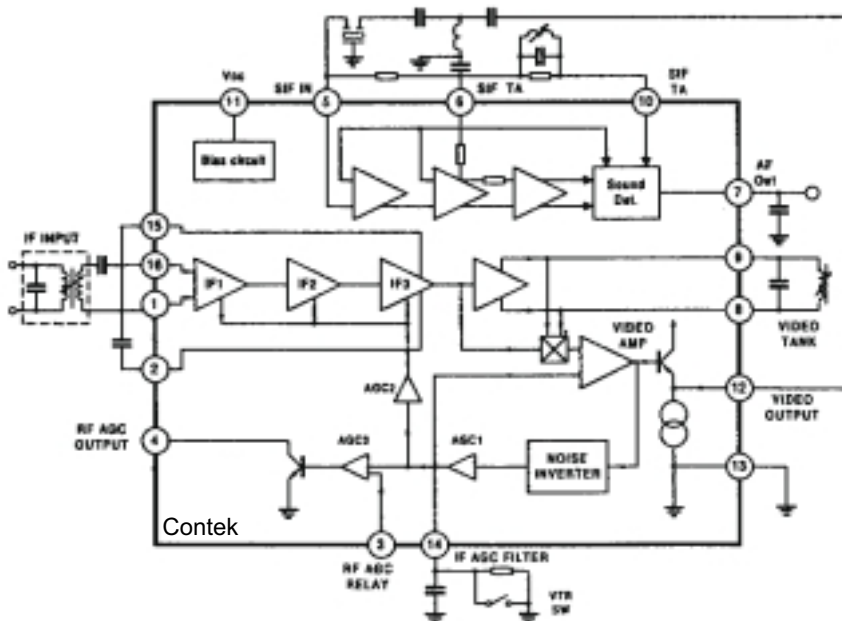 Vcc
SIF IN
SIF TA
SIF
TA
11
5
6
10
Bias circuit
Sound
Det.
AF
Out
7
IF INPUT
15
16
1
2
IF1
IF2
IF3
9
8
VIDEO
TANK
VIDEO
AMP
AGC2
12
VIDEO
OUTPUT
RF AGC
OUTPUT
4
AGC3
AGC1
NOISE
INVERTER
13
Contek
3
14
RF AGC
RELAY
IF AGC FILTER
VTR
SW